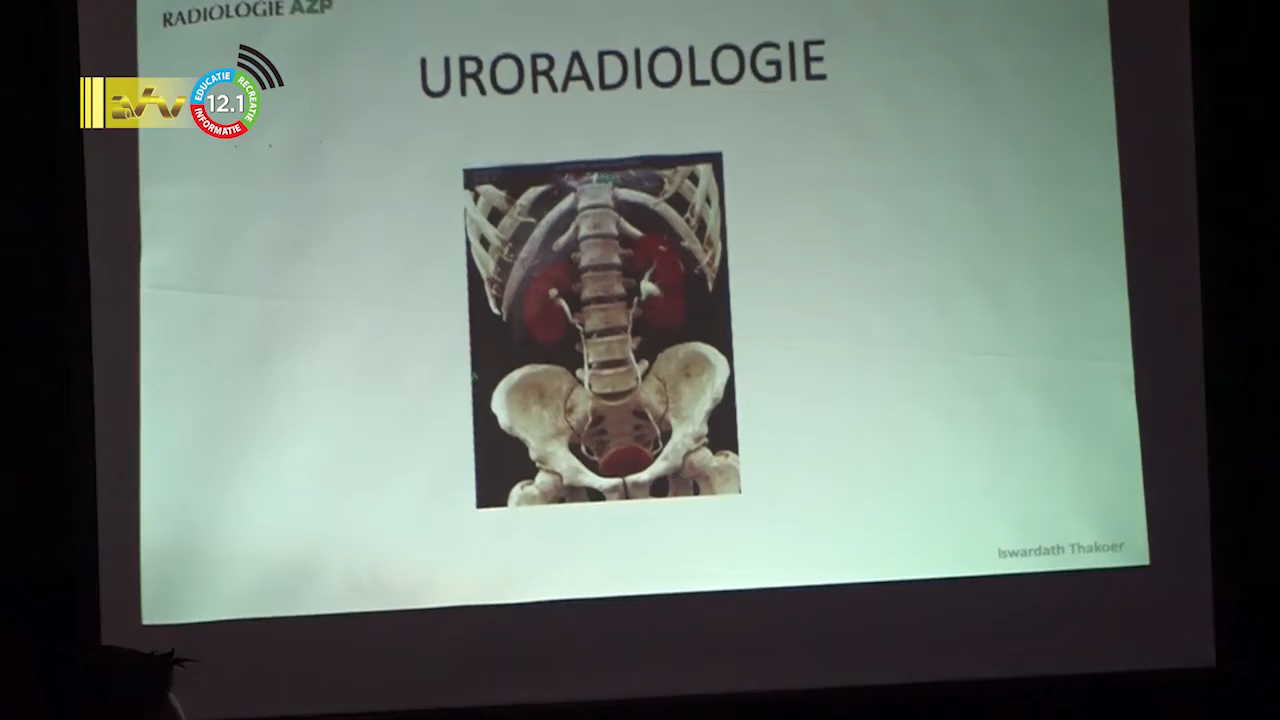 RADIOLOGIE AZP
URORADIOLOGIE
EDUCATIE
RECREATIE
12.1
INFORMATIE
Iswardath Thakoer